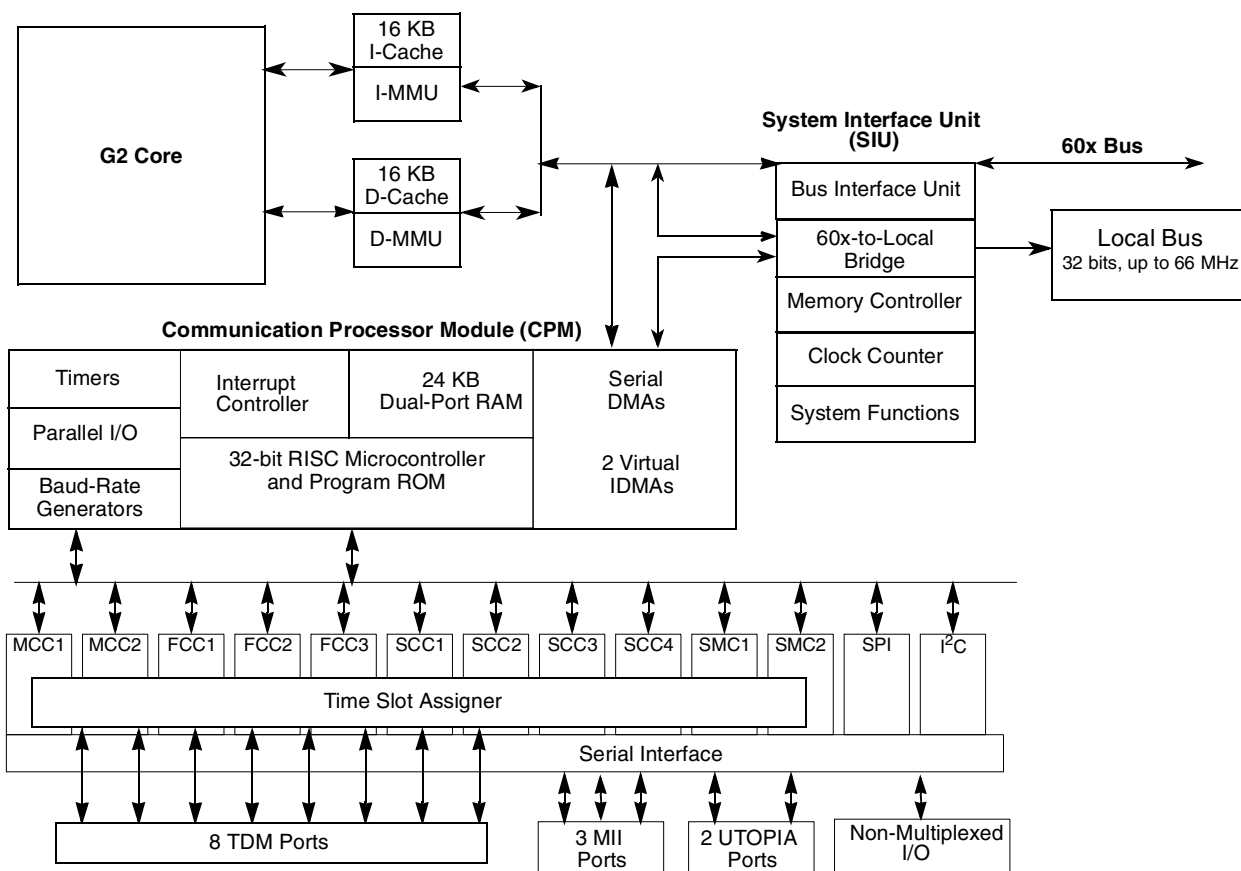 16 KB
I-Cache
I-MMU
G2 Core
16 KB
D-Cache
D-MMU
System Interface Unit
(SIU)
60x Bus
Bus Interface Unit
60x-to-Local
Bridge
Memory Controller
Clock Counter
System Functions
Local Bus
32 bits, up to 66 MHz
Communication Processor Module (CPM)
Timers
Parallel I/O
Baud-Rate
Generators
Interrupt
Controller
24 KB
Dual-Port RAM
32-bit RISC Microcontroller
and Program ROM
Serial
DMAs
2 Virtual
IDMAs
MCC1
MCC2
FCC1
FCC2
FCC3
SCC1
SCC2
SCC3
SCC4
SMC1
SMC2
SPI
I²C
Time Slot Assigner
Serial Interface
8 TDM Ports
3 MII
Ports
2 UTOPIA
Ports
Non-Multiplexed
I/O